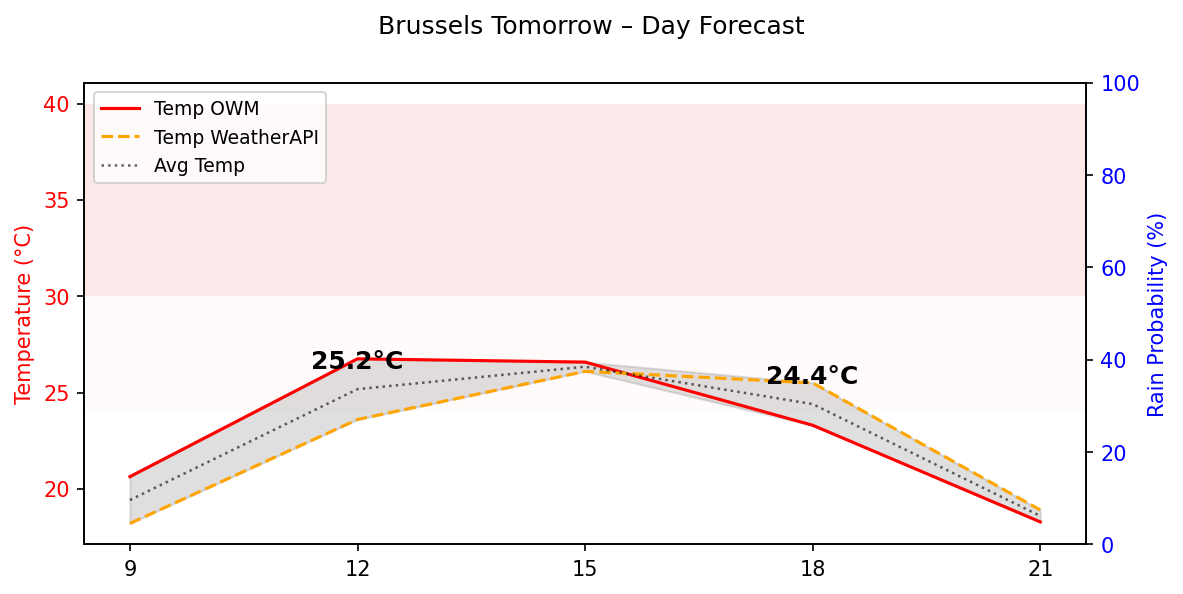 Brussels Tomorrow – Day Forecast
Temp OWM
Temp WeatherAPI
Avg Temp
Temperature (°C)
40
35
30
25
20
25.2°C
24.4°C
100
80
60
40
20
0
Rain Probability (%)
9
12
15
18
21